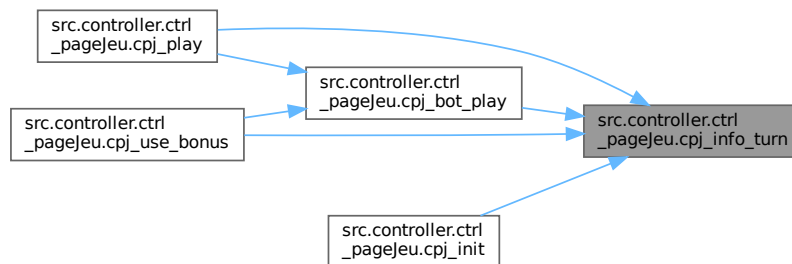 src.controller.ctrl
_pageJeu.cpj_play
src.controller.ctrl
_pageJeu.cpj_bot_play
src.controller.ctrl
_pageJeu.cpj_use_bonus
src.controller.ctrl
_pageJeu.cpj_info_turn
src.controller.ctrl
_pageJeu.cpj_init